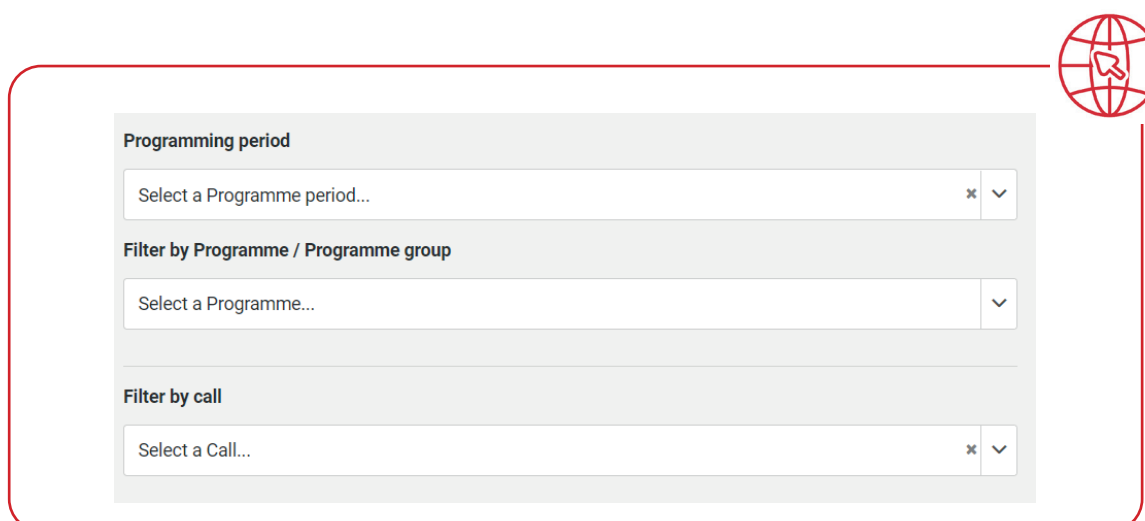 Programming period
Select a Programme period...
Filter by Programme / Programme group
Select a Programme...
Filter by call
Select a Call...